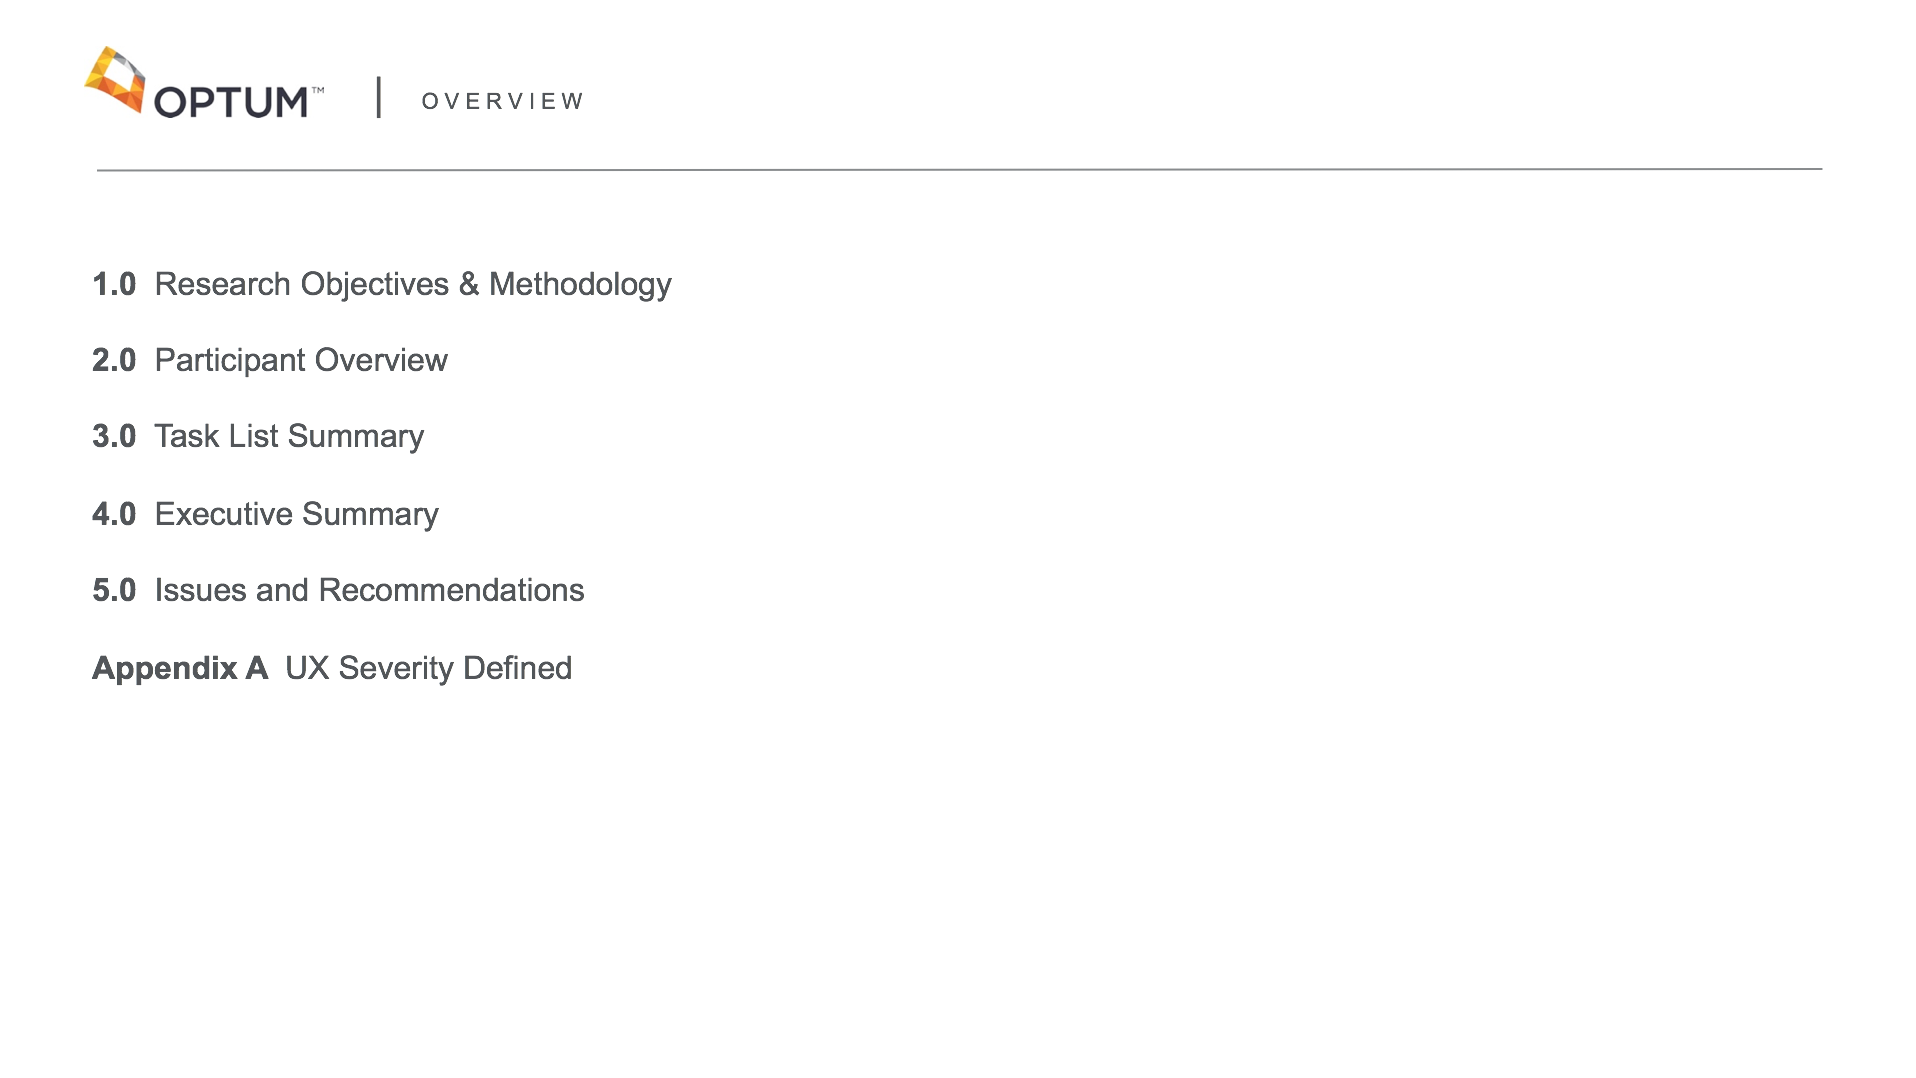 OPTUM™ | OVERVIEW
1.0 Research Objectives & Methodology
2.0 Participant Overview
3.0 Task List Summary
4.0 Executive Summary
5.0 Issues and Recommendations
Appendix A UX Severity Defined